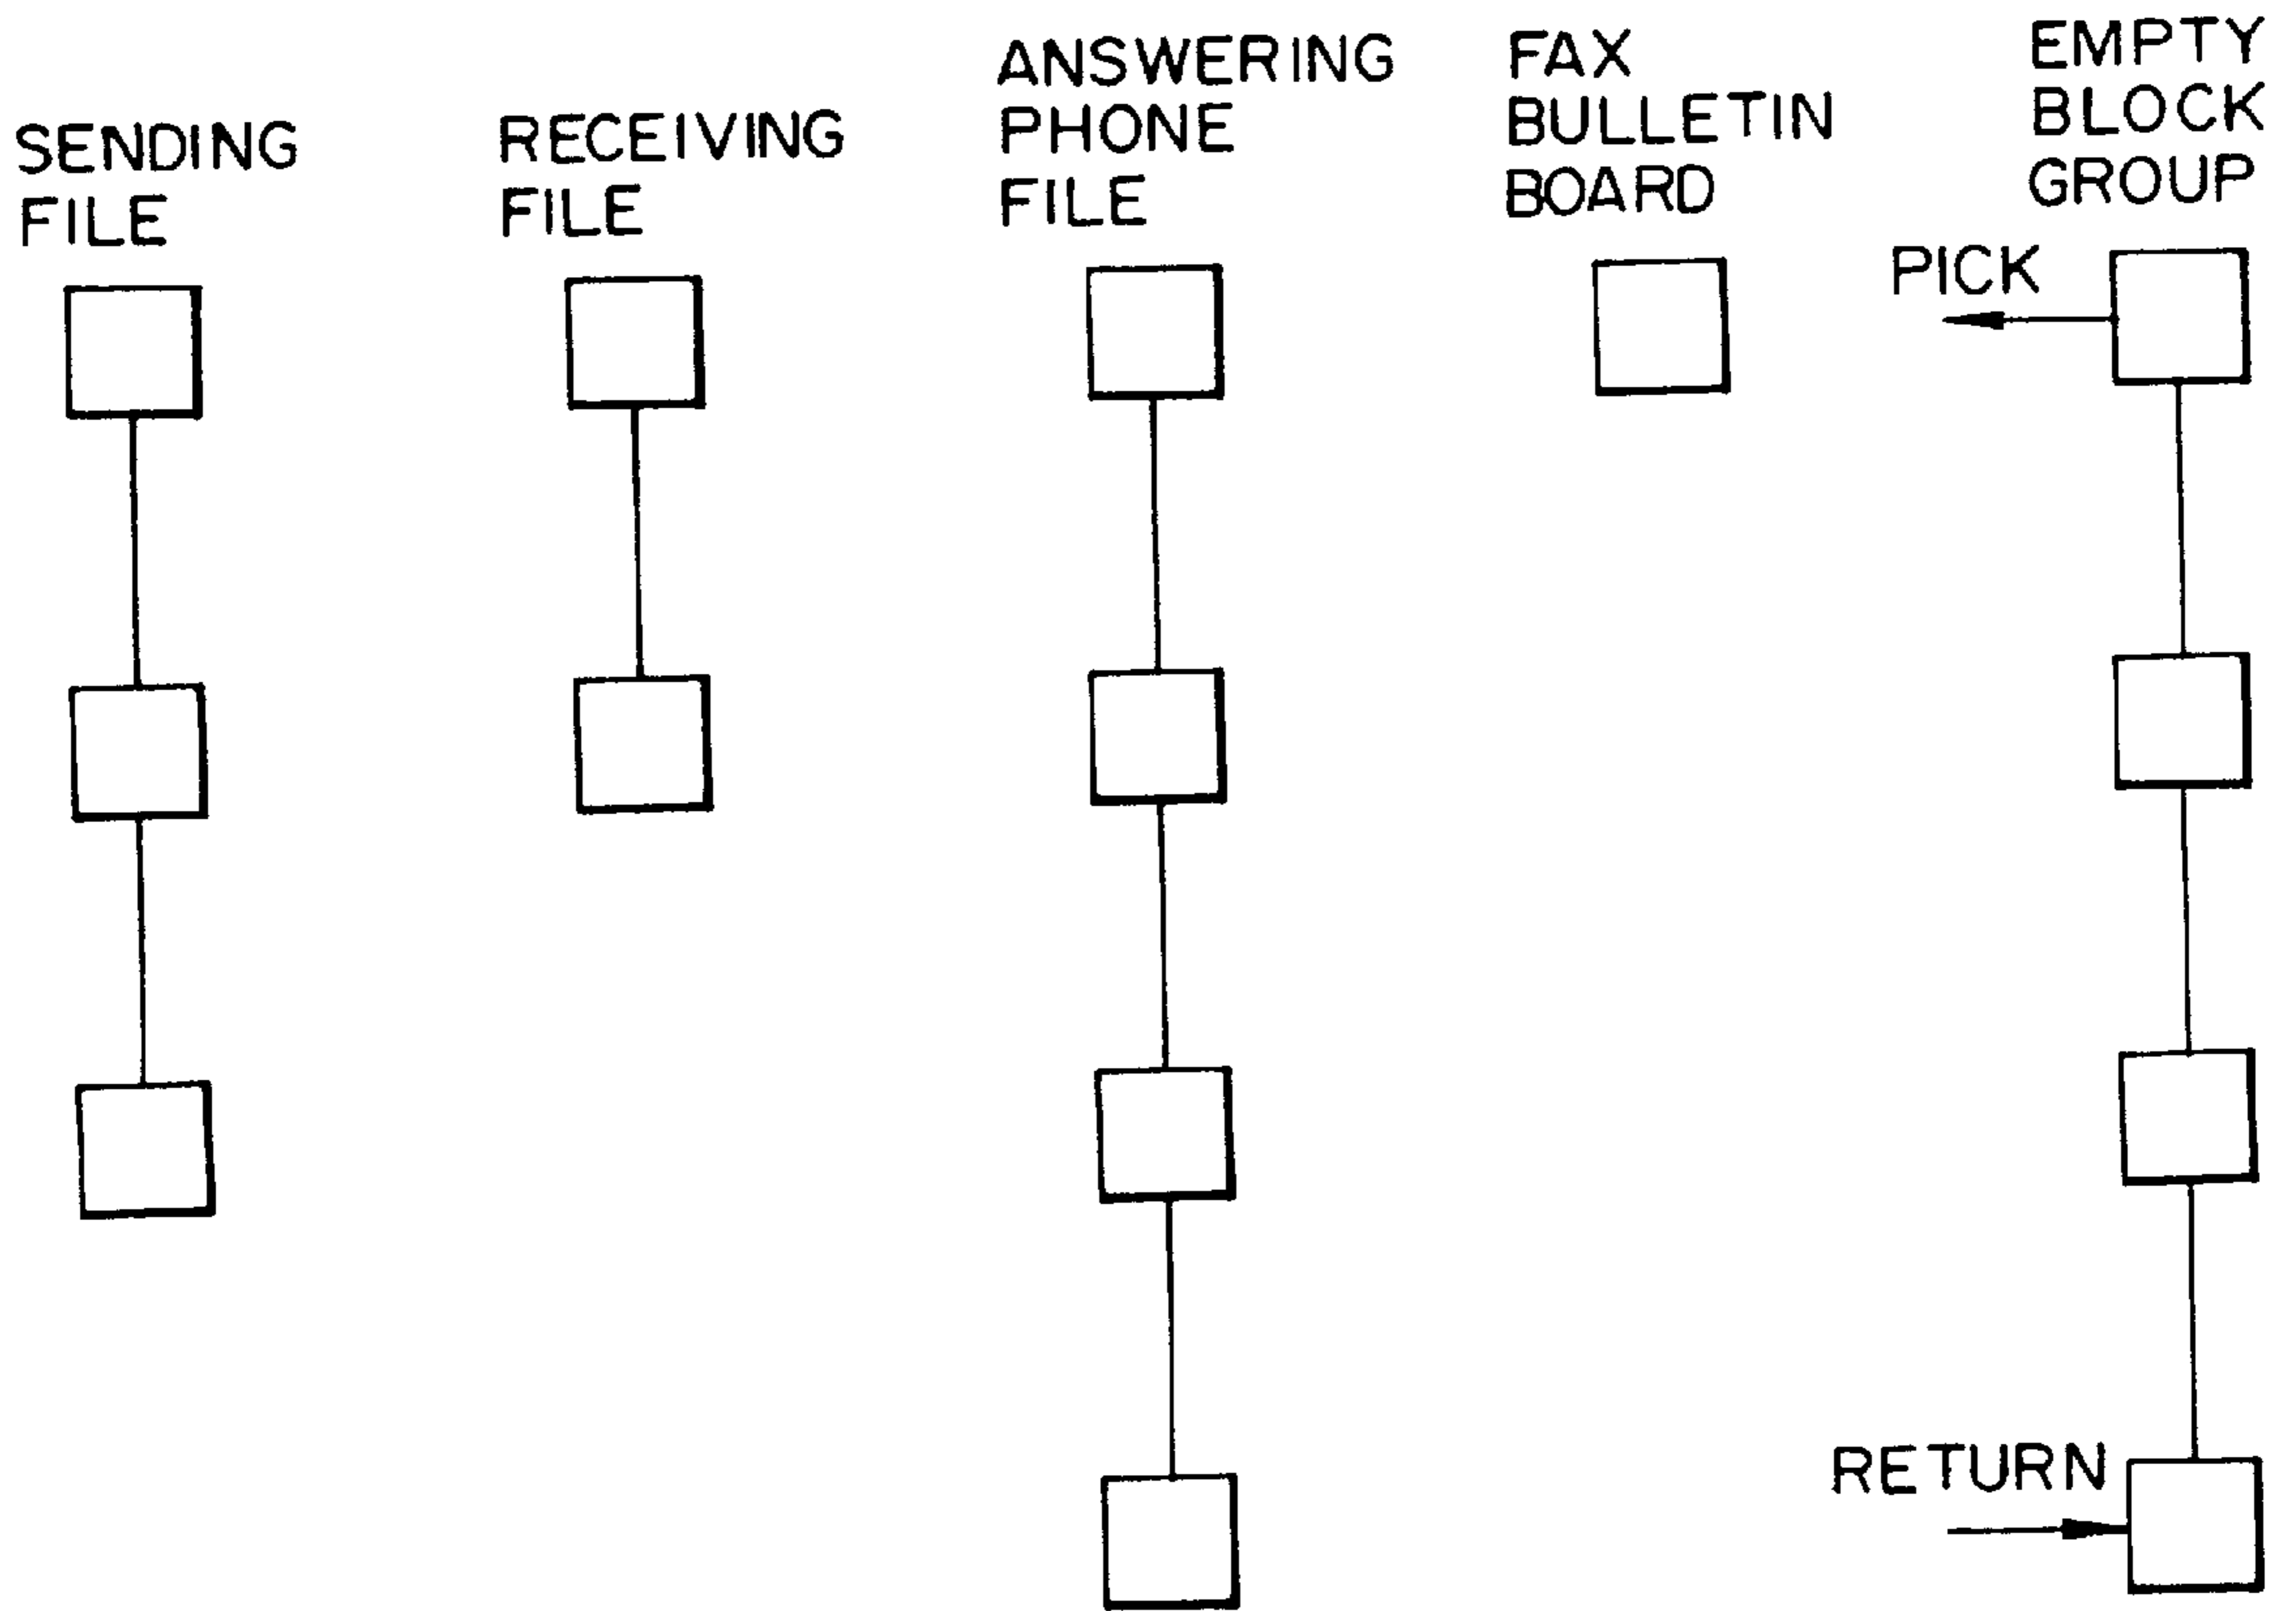 SENDING
FILE
RECEIVING
FILE
ANSWERING
PHONE
FILE
FAX
BULLETIN
BOARD
EMPTY
BLOCK
GROUP
PICK
RETURN